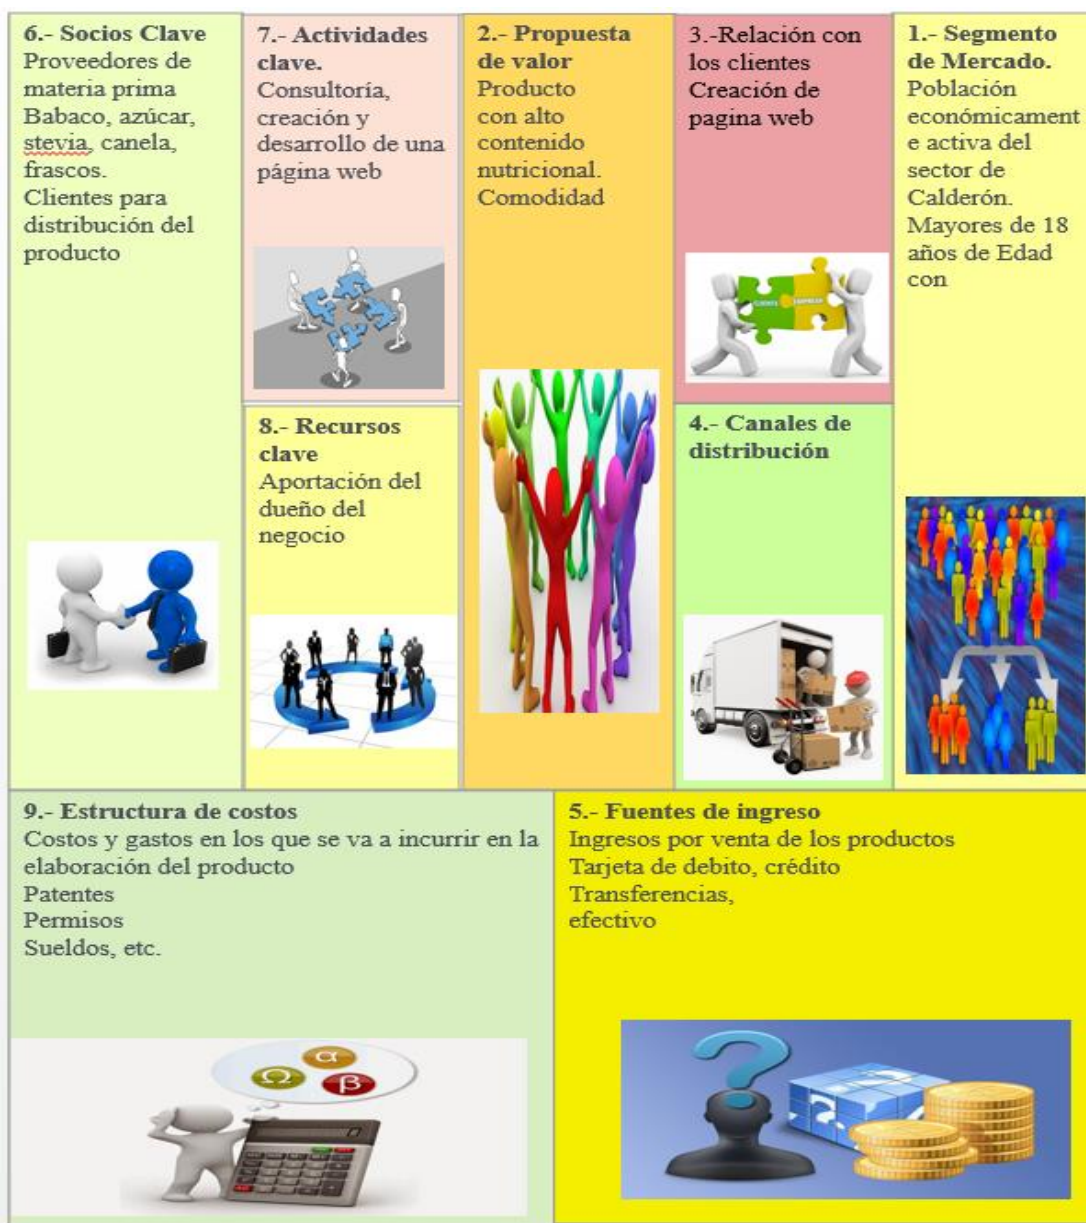 6.- Socios Clave
Proveedores de
materia prima
Babaco, azúcar,
stevia, canela,
frascos.
Clientes para
distribución del
producto
7.- Actividades
clave.
Consultoría,
creación y
desarrollo de una
página web
2.- Propuesta
de valor
Producto
con alto
contenido
nutricional.
Comodidad
3.-Relación con
los clientes
Creación de
pagina web
CLIENTE EMPRESA
1.- Segmento
de Mercado.
Población
económicament
e activa del
sector de
Calderón.
Mayores de 18
años de Edad
con
8.- Recursos
clave
Aportación del
dueño del
negocio
4.- Canales de
distribución
9.- Estructura de costos
Costos y gastos en los que se va a incurrir en la
elaboración del producto
Patentes
Permisos
Sueldos, etc.
Ω α β
5.- Fuentes de ingreso
Ingresos por venta de los productos
Tarjeta de debito, crédito
Transferencias,
efectivo
?